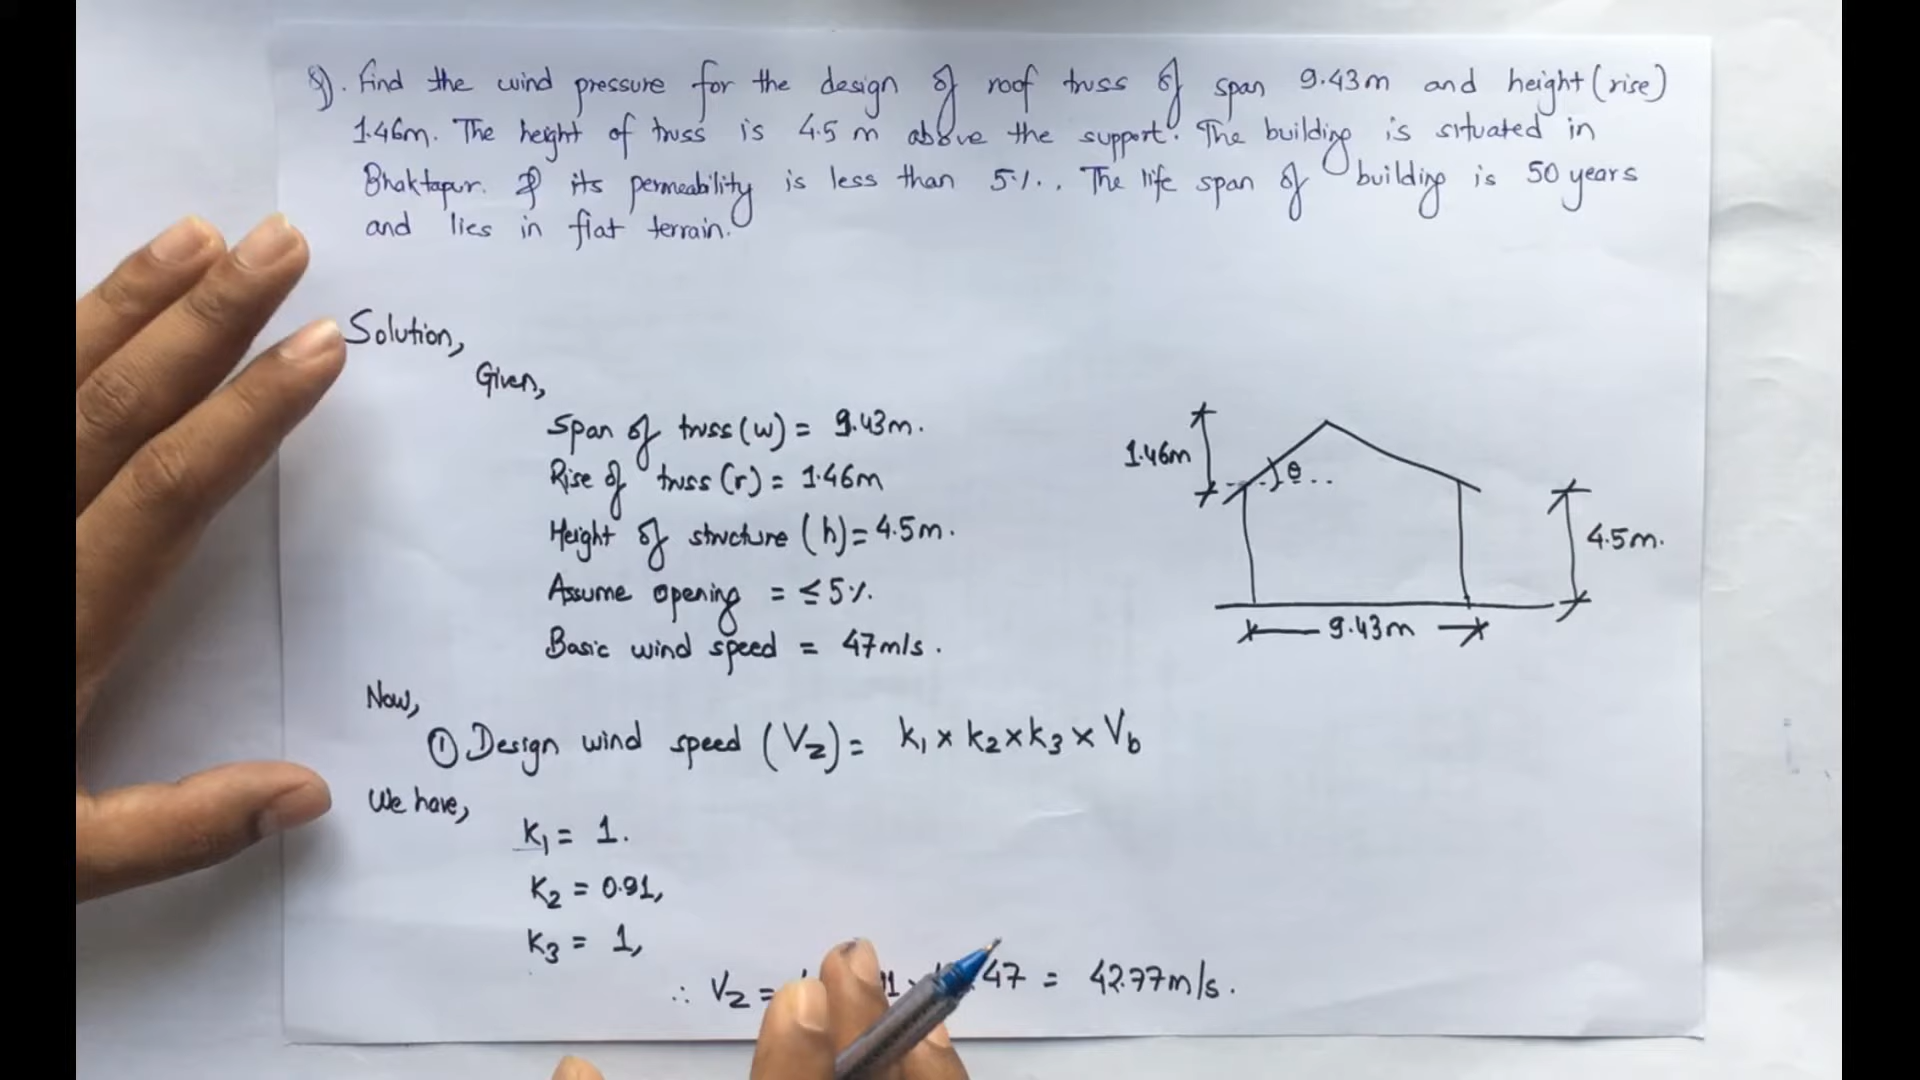 Q). Find the wind pressure for the design of roof truss of span 9.43m and height (rise)
1.46m. The height of truss is 4.5 m above the support. The building is situated in
Bhaktapur. & its permeability is less than 5%. The life span of building is 50 years
and lies in flat terrain.
Solution,
Given,
Span of truss (w) = 9.43m.
Rise of truss (r) = 1.46m
Height of structure (h) = 4.5m.
Assume opening = ≤ 5%.
Basic wind speed = 47m/s.
1.46m
θ
4.5m.
9.43m
Now,
① Design wind speed (Vz) = k1 × k2 × k3 × Vb
We have,
K1 = 1.
K2 = 0.91,
K3 = 1,
∴ Vz = 47 = 42.77m/s.